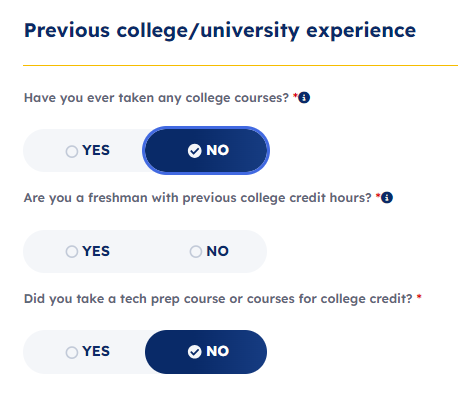 Previous college/university experience
Have you ever taken any college courses? *
YES NO
Are you a freshman with previous college credit hours? *
YES NO
Did you take a tech prep course or courses for college credit? *
YES NO